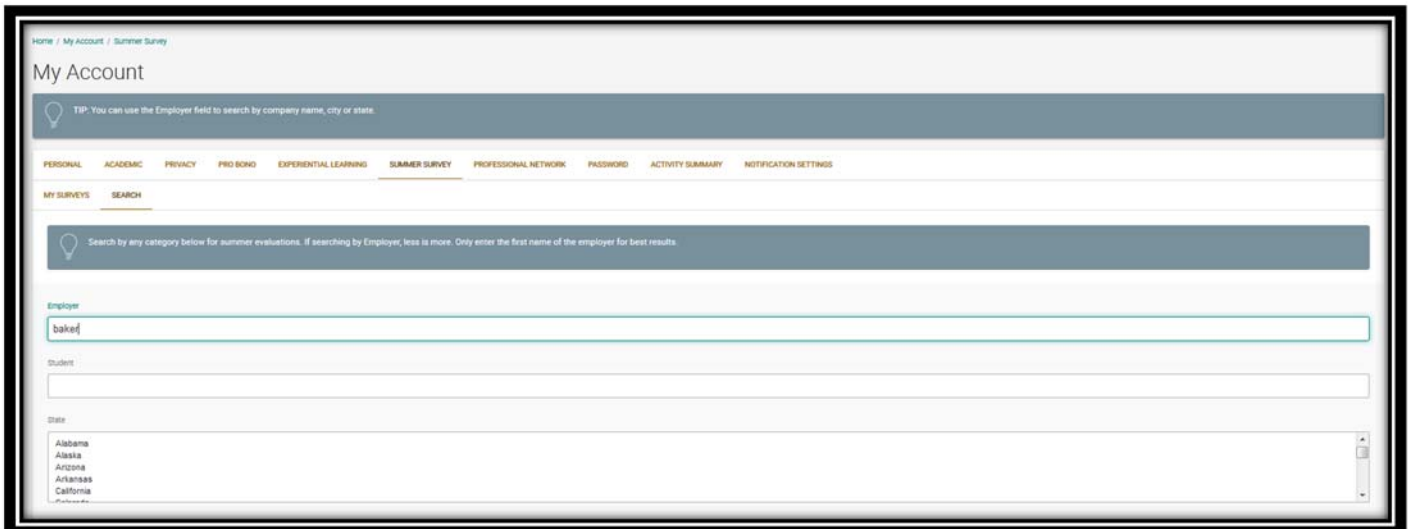 Home / My Account / Summer Survey
My Account
TIP: You can use the Employer field to search by company name, city or state.
PERSONAL ACADEMIC PRIVACY PRO BONO EXPERIENTIAL LEARNING SUMMER SURVEY PROFESSIONAL NETWORK PASSWORD ACTIVITY SUMMARY NOTIFICATION SETTINGS
MY SURVEYS SEARCH
Search by any category below for summer evaluations. If searching by Employer, less is more. Only enter the first name of the employer for best results.
Employer
baker
Student
State
Alabama
Alaska
Arizona
Arkansas
California